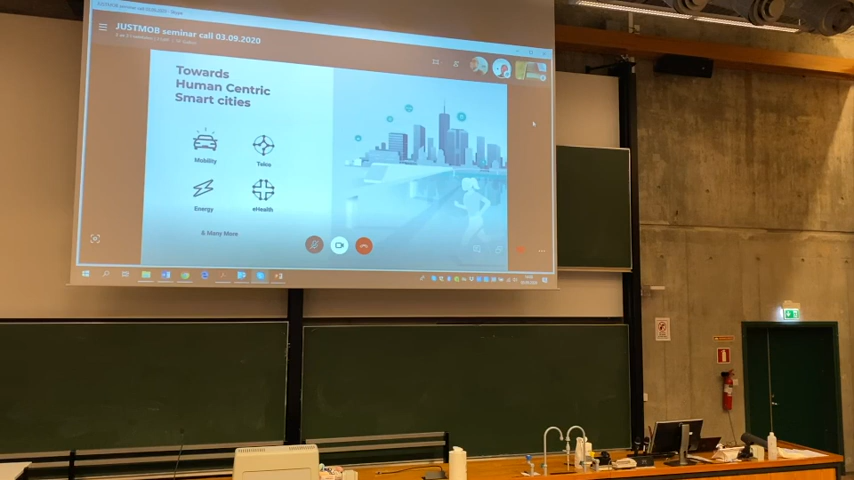 JUSTMOB seminar call 03.09.2020
Towards
Human Centric
Smart cities
Mobility
Telco
Energy
eHealth
& Many More